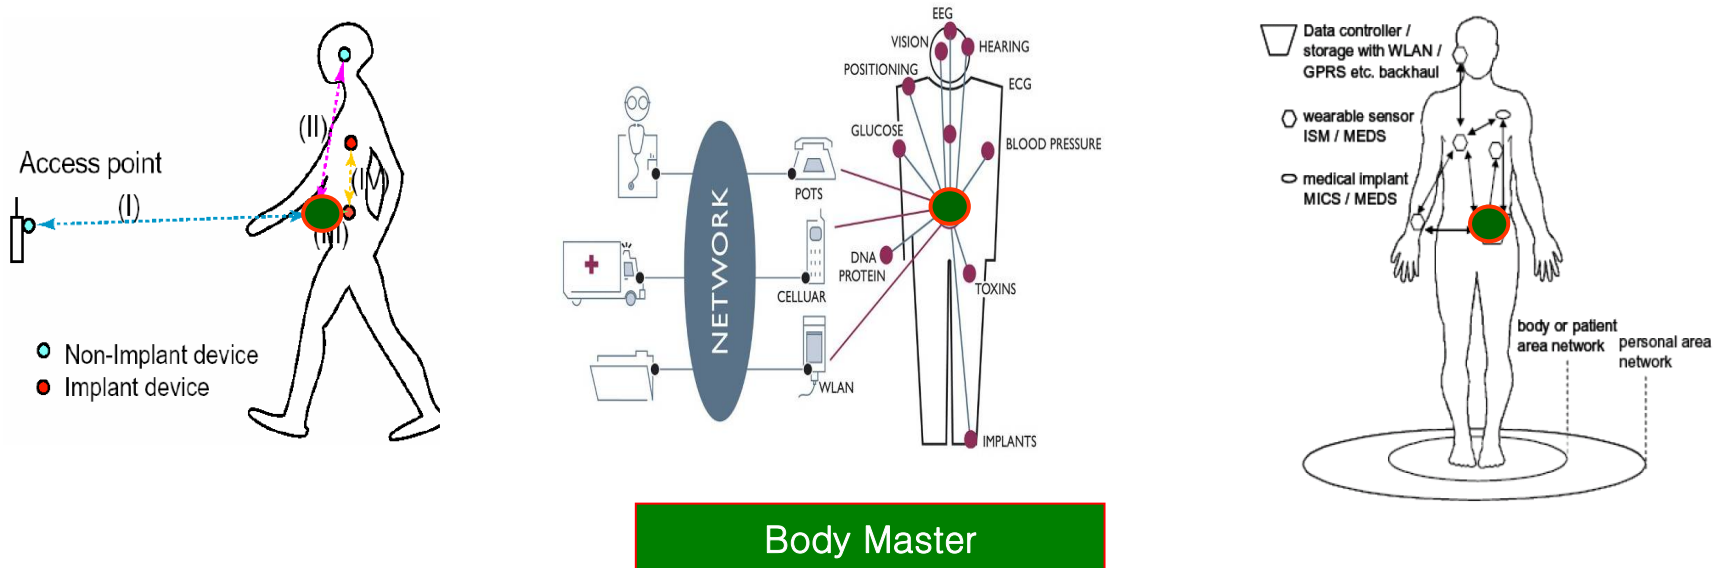 Access point
(I)
(II)
(IV)
Non-Implant device
Implant device
EEG
VISION
HEARING
POSITIONING
ECG
GLUCOSE
BLOOD PRESSURE
POTS
NETWORK
DNA
PROTEIN
CELLUAR
TOXINS
WLAN
IMPLANTS
Data controller /
storage with WLAN /
GPRS etc. backhaul
wearable sensor
ISM / MEDS
medical implant
MICS / MEDS
body or patient
area network
personal area
network
Body Master